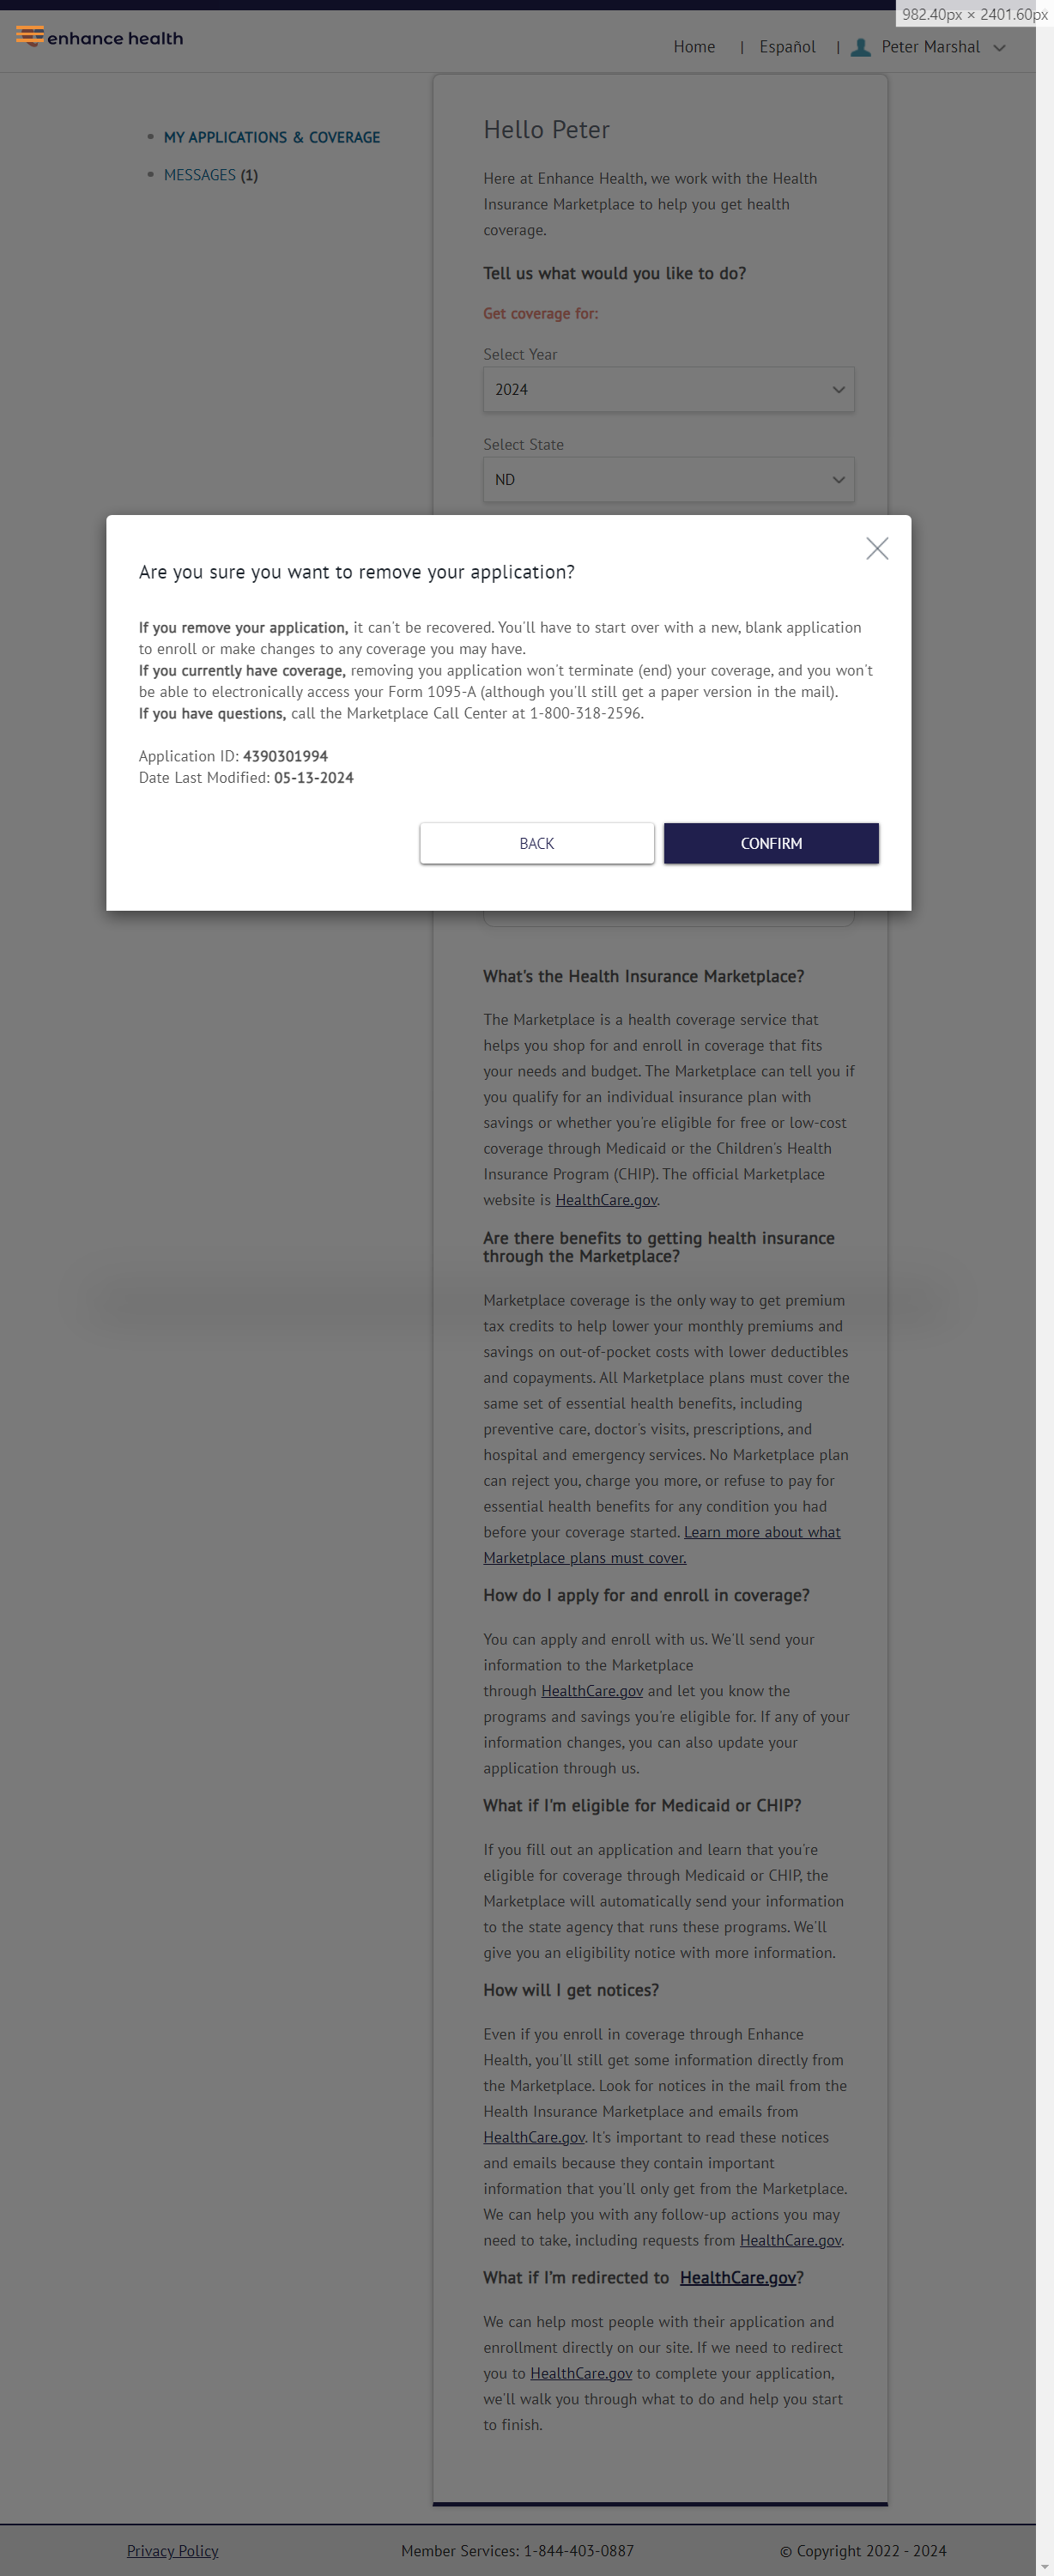 982.40px × 2401.60px
enhance health
Home | Español | Peter Marshal
MY APPLICATIONS & COVERAGE
MESSAGES (1)
Hello Peter
Here at Enhance Health, we work with the Health
Insurance Marketplace to help you get health
coverage.
Tell us what would you like to do?
Get coverage for:
Select Year
2024
Select State
ND
Are you sure you want to remove your application?
If you remove your application, it can't be recovered. You'll have to start over with a new, blank application
to enroll or make changes to any coverage you may have.
If you currently have coverage, removing you application won't terminate (end) your coverage, and you won't
be able to electronically access your Form 1095-A (although you'll still get a paper version in the mail).
If you have questions, call the Marketplace Call Center at 1-800-318-2596.
Application ID: 4390301994
Date Last Modified: 05-13-2024
BACK
CONFIRM
What's the Health Insurance Marketplace?
The Marketplace is a health coverage service that
helps you shop for and enroll in coverage that fits
your needs and budget. The Marketplace can tell you if
you qualify for an individual insurance plan with
savings or whether you're eligible for free or low-cost
coverage through Medicaid or the Children's Health
Insurance Program (CHIP). The official Marketplace
website is HealthCare.gov.
Are there benefits to getting health insurance
through the Marketplace?
Marketplace coverage is the only way to get premium
tax credits to help lower your monthly premiums and
savings on out-of-pocket costs with lower deductibles
and copayments. All Marketplace plans must cover the
same set of essential health benefits, including
preventive care, doctor's visits, prescriptions, and
hospital and emergency services. No Marketplace plan
can reject you, charge you more, or refuse to pay for
essential health benefits for any condition you had
before your coverage started. Learn more about what
Marketplace plans must cover.
How do I apply for and enroll in coverage?
You can apply and enroll with us. We'll send your
information to the Marketplace
through HealthCare.gov and let you know the
programs and savings you're eligible for. If any of your
information changes, you can also update your
application through us.
What if I'm eligible for Medicaid or CHIP?
If you fill out an application and learn that you're
eligible for coverage through Medicaid or CHIP, the
Marketplace will automatically send your information
to the state agency that runs these programs. We'll
give you an eligibility notice with more information.
How will I get notices?
Even if you enroll in coverage through Enhance
Health, you'll still get some information directly from
the Marketplace. Look for notices in the mail from the
Health Insurance Marketplace and emails from
HealthCare.gov. It's important to read these notices
and emails because they contain important
information that you'll only get from the Marketplace.
We can help you with any follow-up actions you may
need to take, including requests from HealthCare.gov.
What if I'm redirected to HealthCare.gov?
We can help most people with their application and
enrollment directly on our site. If we need to redirect
you to HealthCare.gov to complete your application,
we'll walk you through what to do and help you start
to finish.
Privacy Policy
Member Services: 1-844-403-0887
© Copyright 2022 - 2024